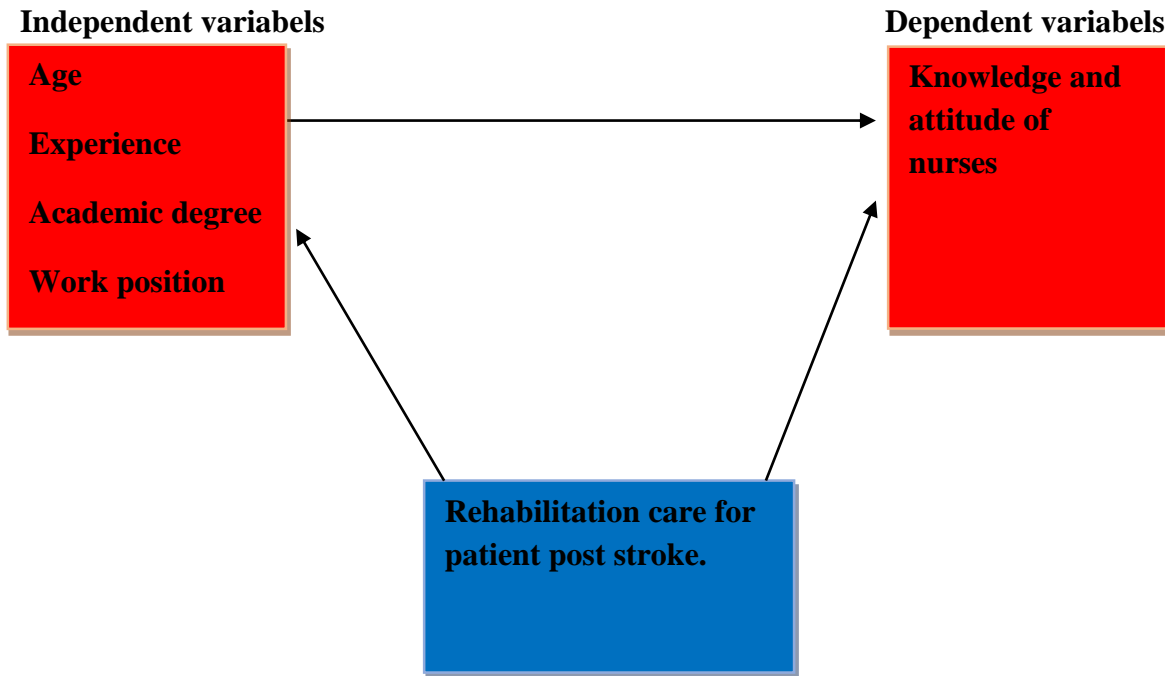 Independent variabels
Dependent variabels
Age
Experience
Academic degree
Work position
Knowledge and
attitude of
nurses
Rehabilitation care for
patient post stroke.